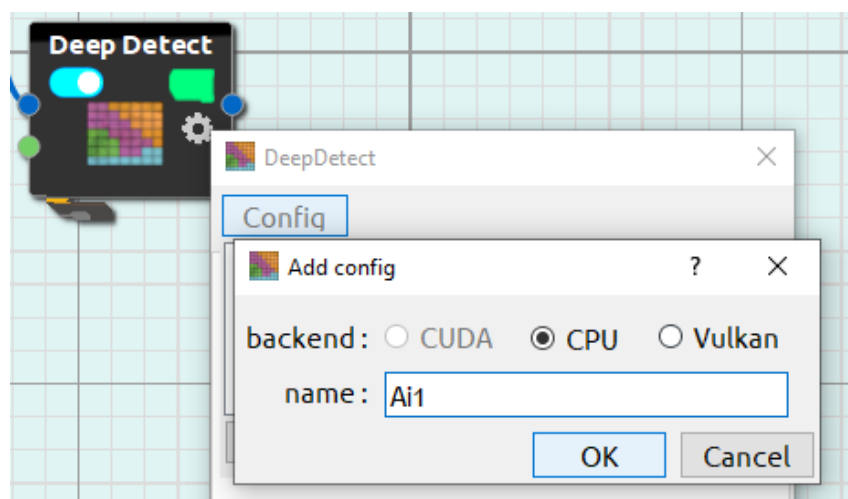 Deep Detect
DeepDetect
Config
Add config ?
backend: CUDA CPU Vulkan
name: Ai1
OK Cancel